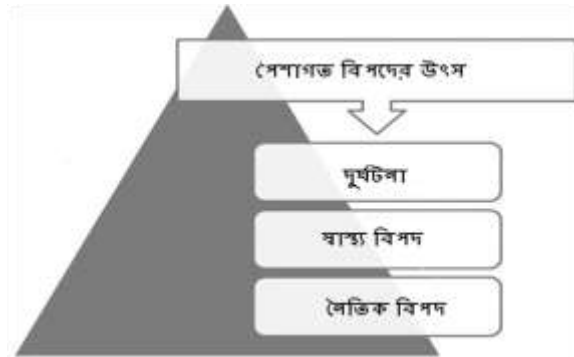 পেশাগত বিপদের উৎস
দুর্ঘটনা
স্বাস্থ্য বিপদ
নৈতিক বিপদ